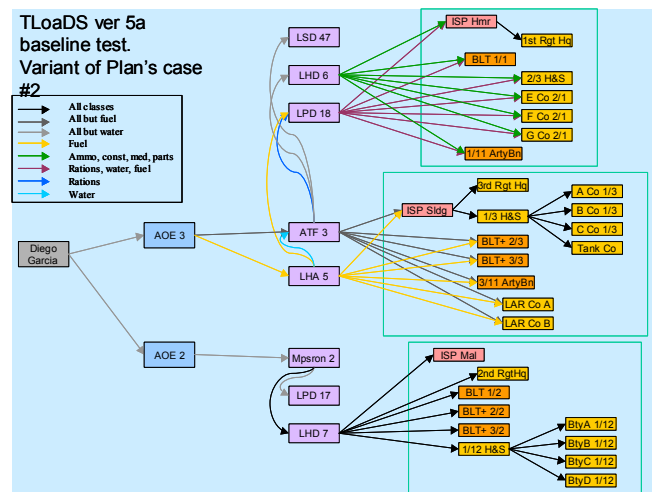 TLoaDS ver 5a
baseline test.
Variant of Plan's case
#2
All classes
All but fuel
All but water
Fuel
Ammo, const, med, parts
Rations, water, fuel
Rations
Water
Diego
Garcia
AOE 3
AOE 2
LSD 47
LHD 6
LPD 18
ATF 3
LHA 5
Mpsron 2
LPD 17
LHD 7
ISP Hmr
1st Rgt Hq
BLT 1/1
2/3 H&S
E Co 2/1
F Co 2/1
G Co 2/1
1/11 ArtyBn
ISP Sldg
3rd Rgt Hq
1/3 H&S
A Co 1/3
B Co 1/3
C Co 1/3
Tank Co
BLT+ 2/3
BLT+ 3/3
3/11 ArtyBn
LAR Co A
LAR Co B
ISP Mal
2nd RgtHq
BLT 1/2
BLT+ 2/2
BLT+ 3/2
1/12 H&S
BtyA 1/12
BtyB 1/12
BtyC 1/12
BtyD 1/12